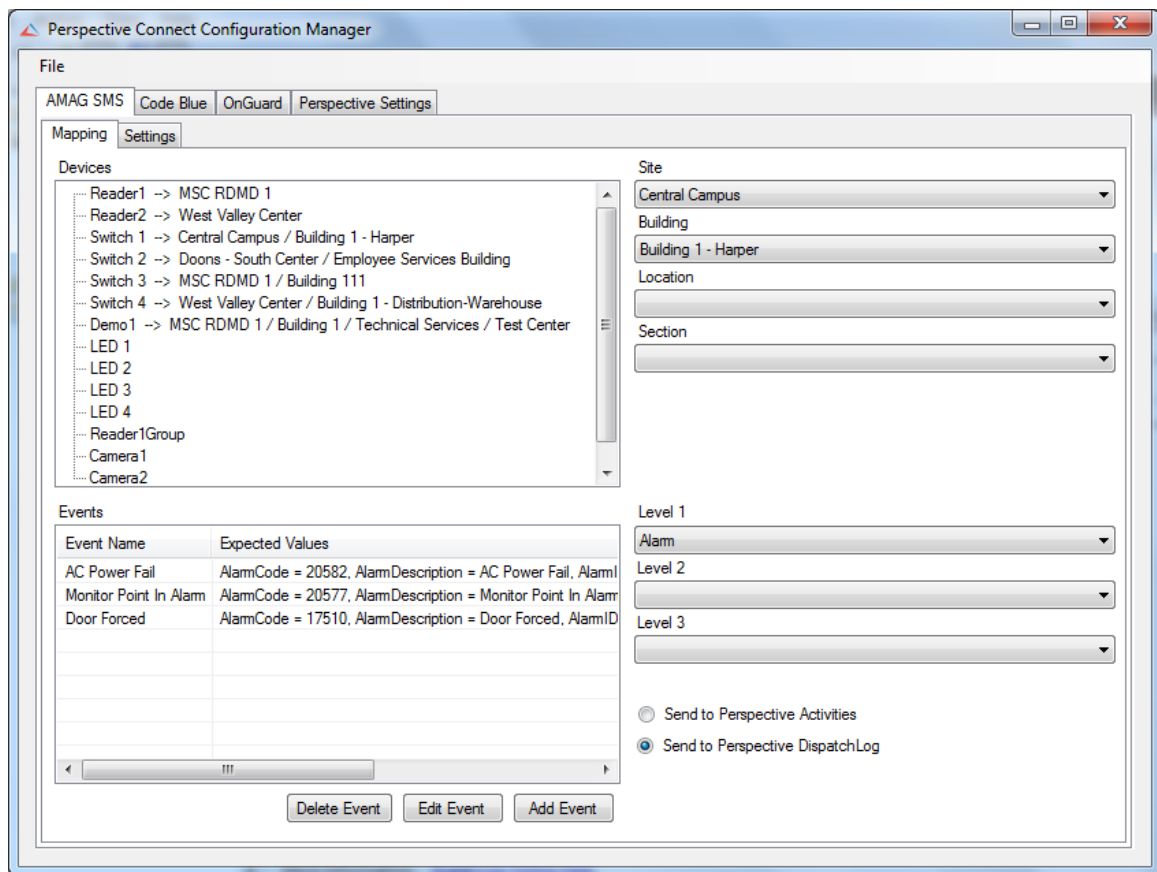 Perspective Connect Configuration Manager
File
AMAG SMS Code Blue OnGuard Perspective Settings
Mapping Settings
Devices
Reader1 --> MSC RDMD 1
Reader2 --> West Valley Center
Switch 1 --> Central Campus / Building 1 - Harper
Switch 2 --> Doons - South Center / Employee Services Building
Switch 3 --> MSC RDMD 1 / Building 111
Switch 4 --> West Valley Center / Building 1 - Distribution-Warehouse
Demo1 --> MSC RDMD 1 / Building 1 / Technical Services / Test Center
LED 1
LED 2
LED 3
LED 4
Reader1Group
Camera1
Camera2
Site
Central Campus
Building
Building 1 - Harper
Location
Section
Events
Event Name Expected Values
AC Power Fail AlarmCode = 20582, AlarmDescription = AC Power Fail, AlarmI
Monitor Point In Alarm AlarmCode = 20577, AlarmDescription = Monitor Point In Alarm
Door Forced AlarmCode = 17510, AlarmDescription = Door Forced, AlarmID
Delete Event Edit Event Add Event
Level 1
Alarm
Level 2
Level 3
Send to Perspective Activities
Send to Perspective DispatchLog